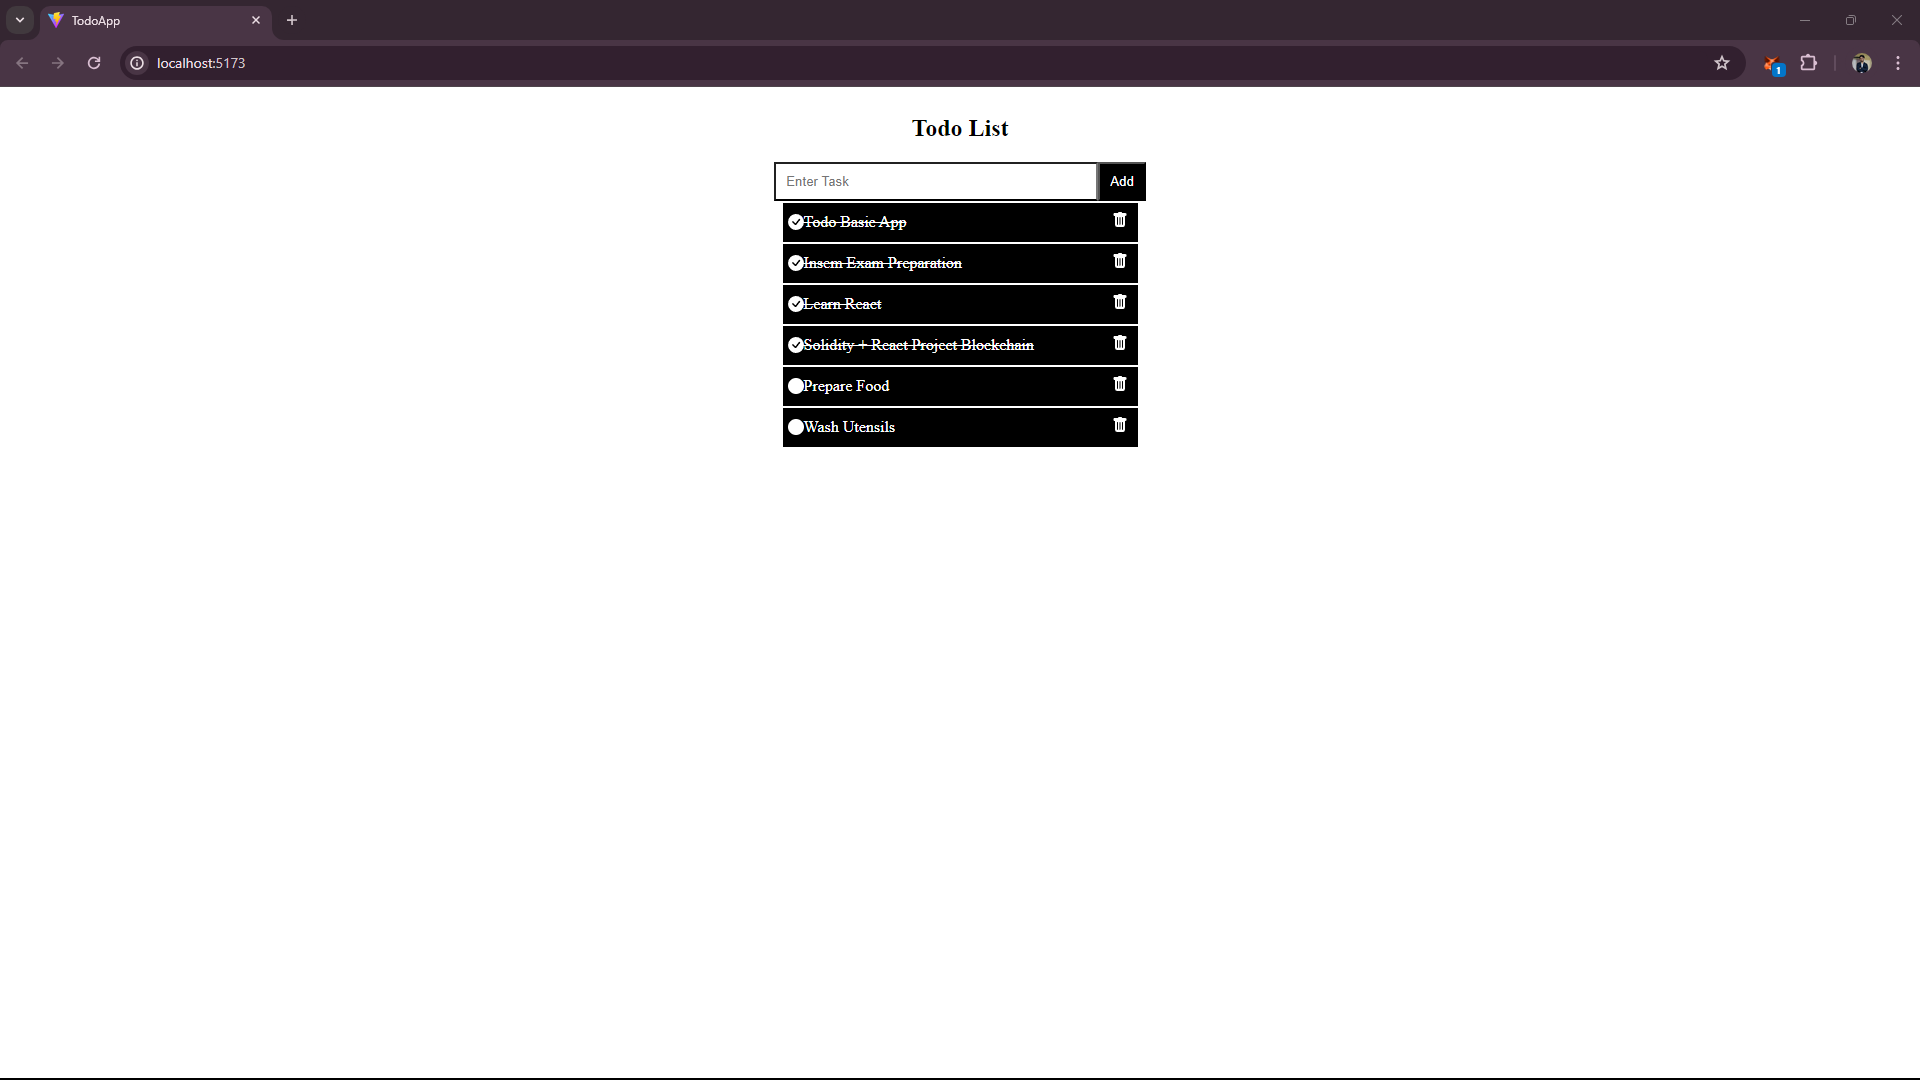 TodoApp
localhost:5173
1
Todo List
Enter Task
Add
Todo Basic App
Insem Exam Preparation
Learn React
Solidity + React Project Blockchain
Prepare Food
Wash Utensils